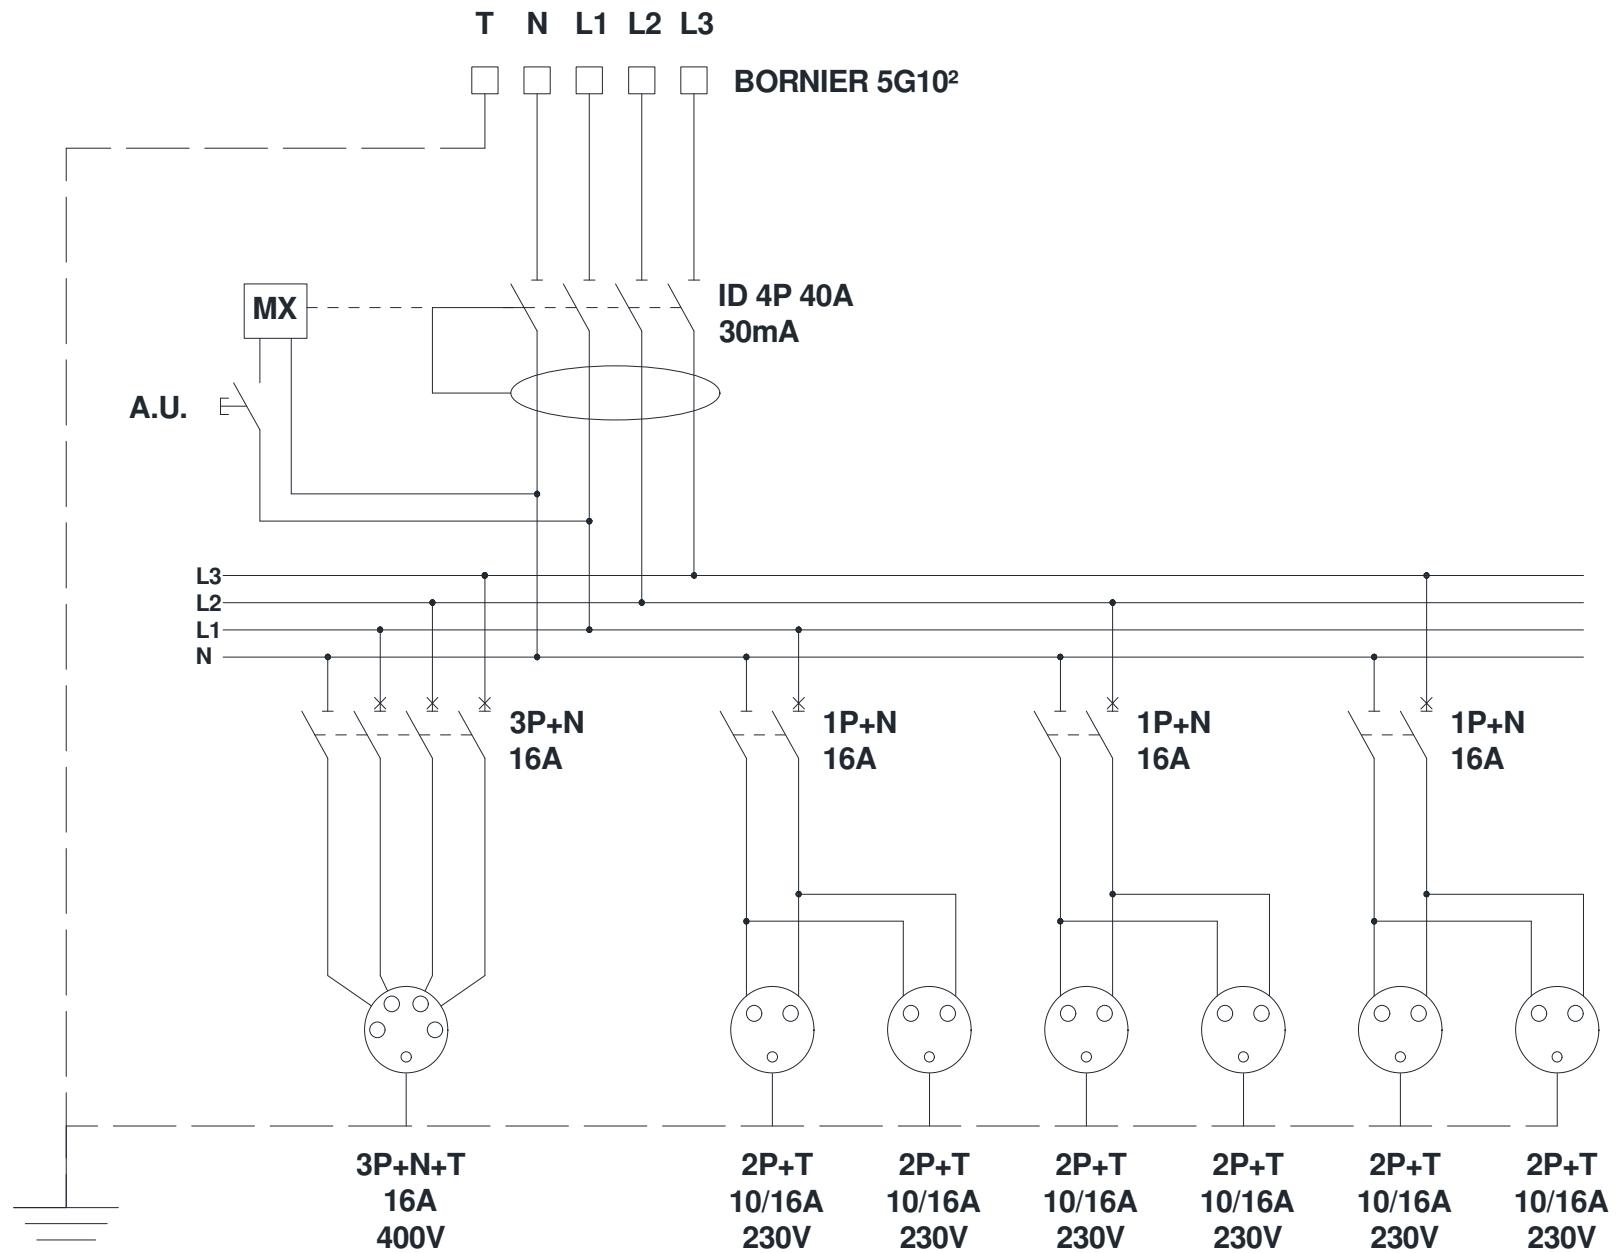 T N L1 L2 L3
BORNIER 5G10²
MX
ID 4P 40A
30mA
A.U.
L3
L2
L1
N
3P+N
16A
1P+N
16A
1P+N
16A
1P+N
16A
3P+N+T
16A
400V
2P+T
10/16A
230V
2P+T
10/16A
230V
2P+T
10/16A
230V
2P+T
10/16A
230V
2P+T
10/16A
230V
2P+T
10/16A
230V